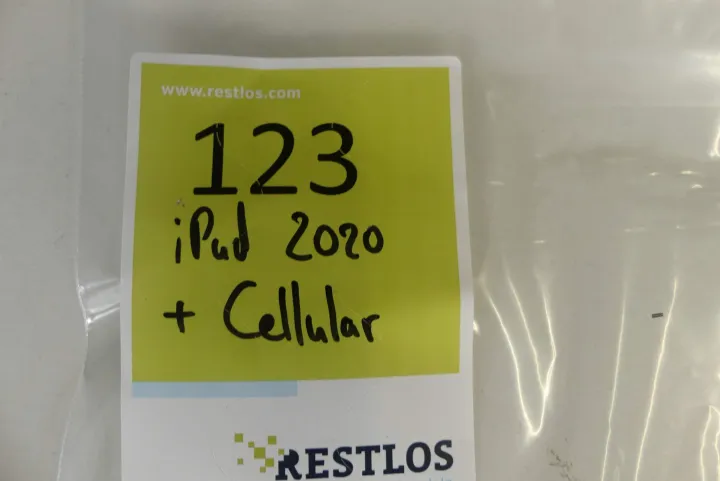 www.restlos.com
123
iPad 2020
+ Cellular
RESTLOS